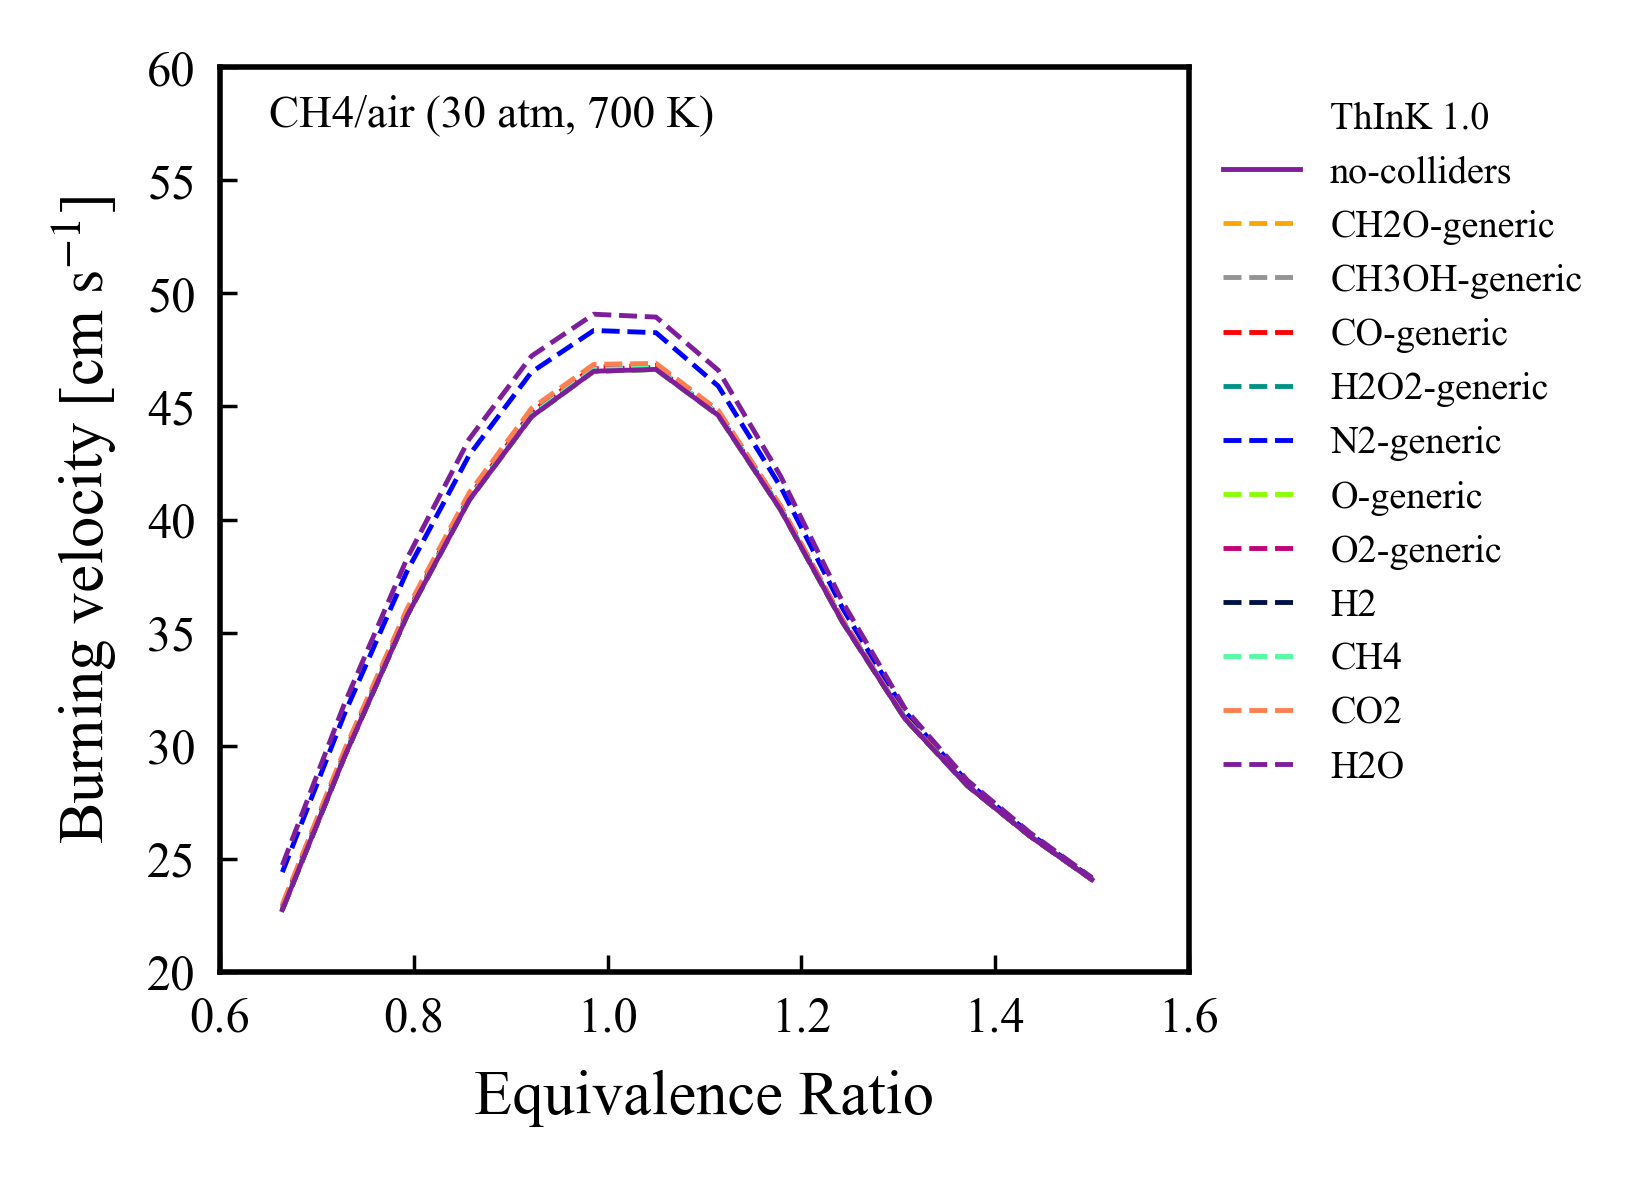 60
55
50
45
40
35
30
25
20
Burning velocity [cm s⁻¹]
CH4/air (30 atm, 700 K)
0.6 0.8 1.0 1.2 1.4 1.6
Equivalence Ratio
ThInK 1.0
no-colliders
CH2O-generic
CH3OH-generic
CO-generic
H2O2-generic
N2-generic
O-generic
O2-generic
H2
CH4
CO2
H2O